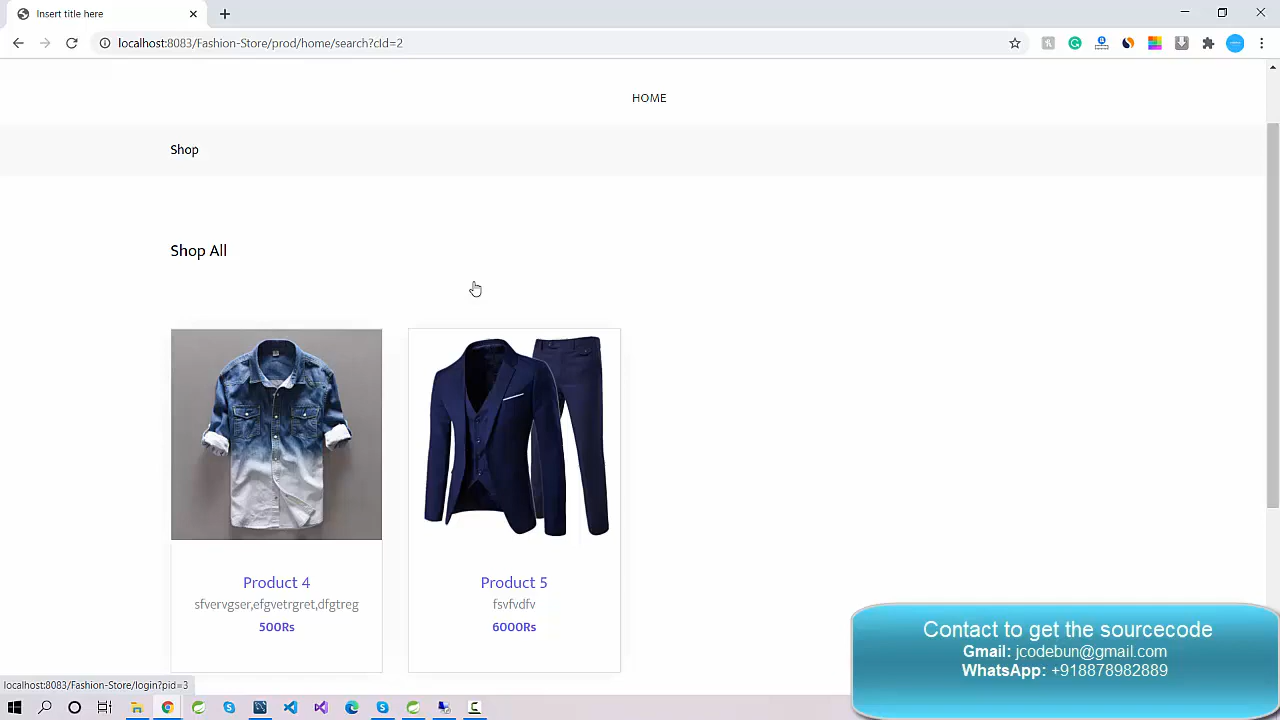 Insert title here
localhost:8083/Fashion-Store/prod/home/search?cId=2
HOME
Shop
Shop All
Product 4
sfvervgser,efgvetrgret,dfgtreg
500Rs
Product 5
fsvfvdfv
6000Rs
Contact to get the sourcecode
Gmail: jcodebun@gmail.com
WhatsApp: +918878982889
localhost:8083/Fashion-Store/login?pid=3